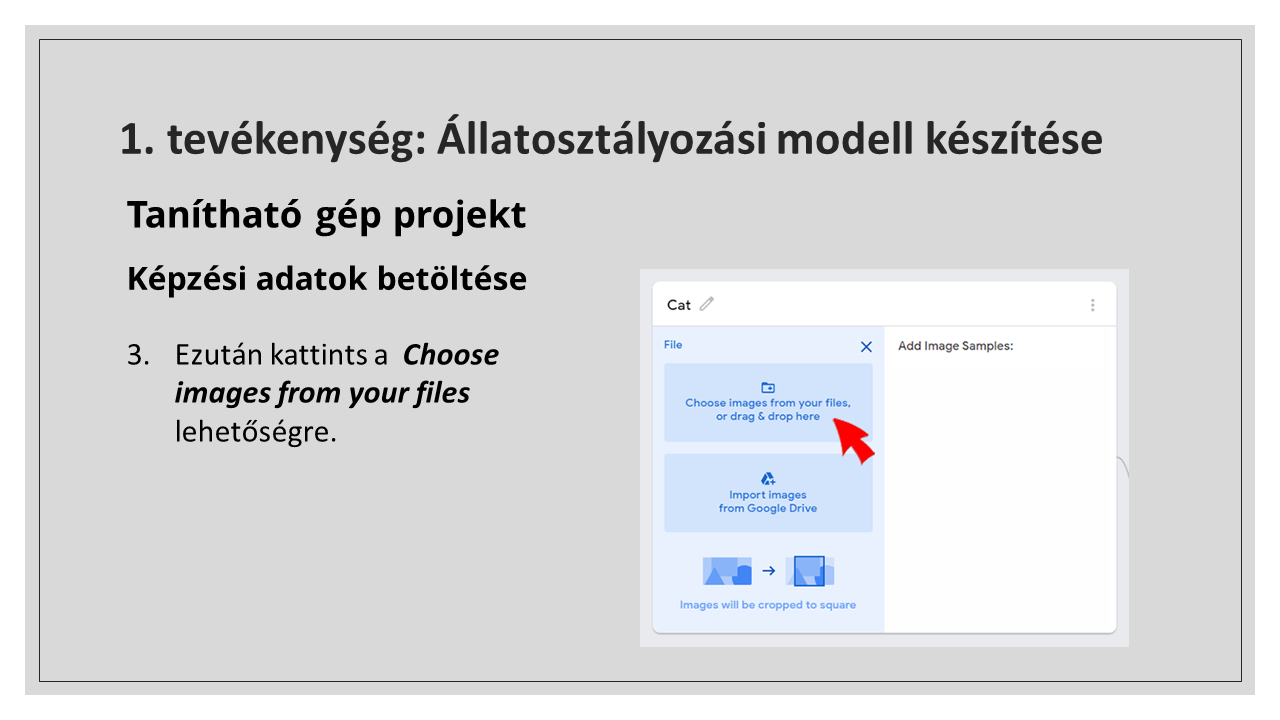 1. tevékenység: Állatosztályozási modell készítése
Tanítható gép projekt
Képzési adatok betöltése
3. Ezután kattints a Choose
images from your files
lehetőségre.
Cat
File
Choose images from your files,
or drag & drop here
Import images
from Google Drive
Images will be cropped to square
Add Image Samples: